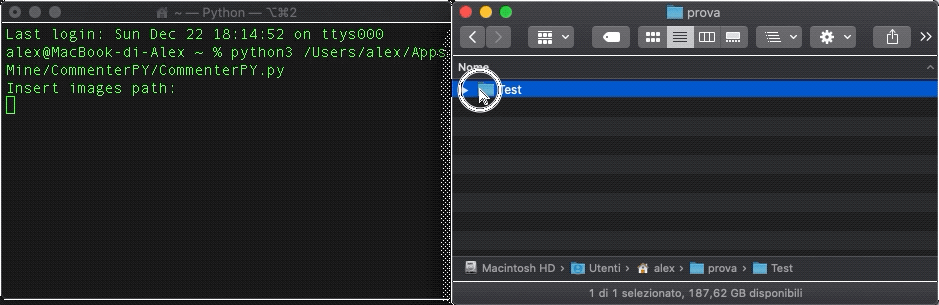 ~ — Python — ⌥⌘2
Last login: Sun Dec 22 18:14:52 on ttys000
alex@MacBook-di-Alex ~ % python3 /Users/alex/Apps
Mine/CommenterPY/CommenterPY.py
Insert images path:
prova
Nome
Test
Macintosh HD › Utenti › alex › prova › Test
1 di 1 selezionato, 187,62 GB disponibili